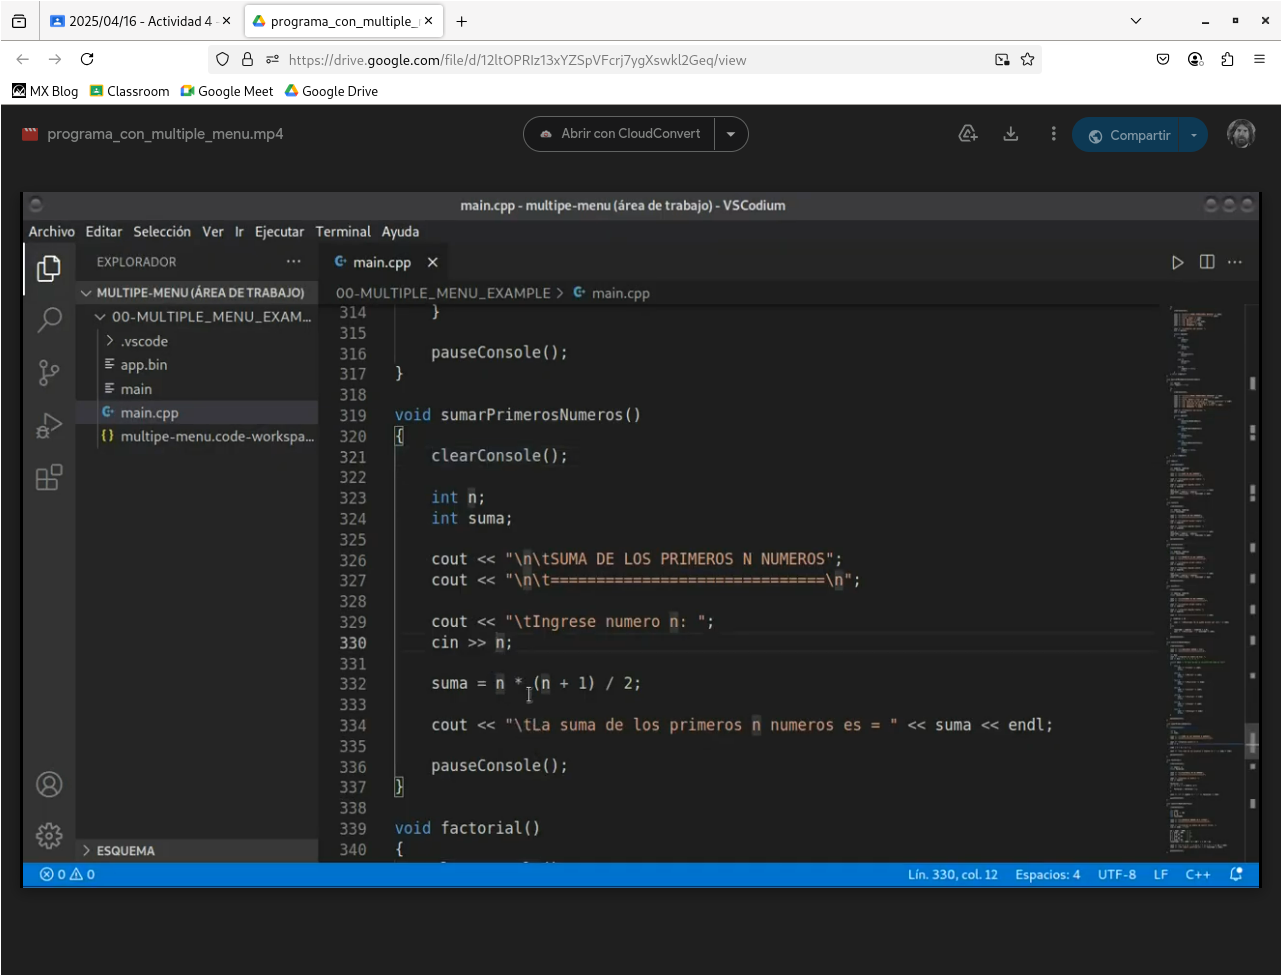 2025/04/16 - Actividad 4 -
programa_con_multiple_
https://drive.google.com/file/d/12ltOPRIz13xYZSpVFcrj7ygXswkl2Geq/view
MX Blog Classroom Google Meet Google Drive
programa_con_multiple_menu.mp4
Abrir con CloudConvert
Compartir
main.cpp - multipe-menu (área de trabajo) - VSCodium
Archivo Editar Selección Ver Ir Ejecutar Terminal Ayuda
EXPLORADOR
main.cpp
MULTIPE-MENU (ÁREA DE TRABAJO)
00-MULTIPLE_MENU_EXAM...
.vscode
app.bin
main
main.cpp
multipe-menu.code-workspa...
ESQUEMA
00-MULTIPLE_MENU_EXAMPLE > main.cpp
314 }
315
316 pauseConsole();
317 }
318
319 void sumarPrimerosNumeros()
320 {
321 clearConsole();
322
323 int n;
324 int suma;
325
326 cout << "\n\tSUMA DE LOS PRIMEROS N NUMEROS";
327 cout << "\n\t==============================\n";
328
329 cout << "\tIngrese numero n: ";
330 cin >> n;
331
332 suma = n * (n + 1) / 2;
333
334 cout << "\tLa suma de los primeros n numeros es = " << suma << endl;
335
336 pauseConsole();
337 }
338
339 void factorial()
340 {
0 0
Lín. 330, col. 12 Espacios: 4 UTF-8 LF C++